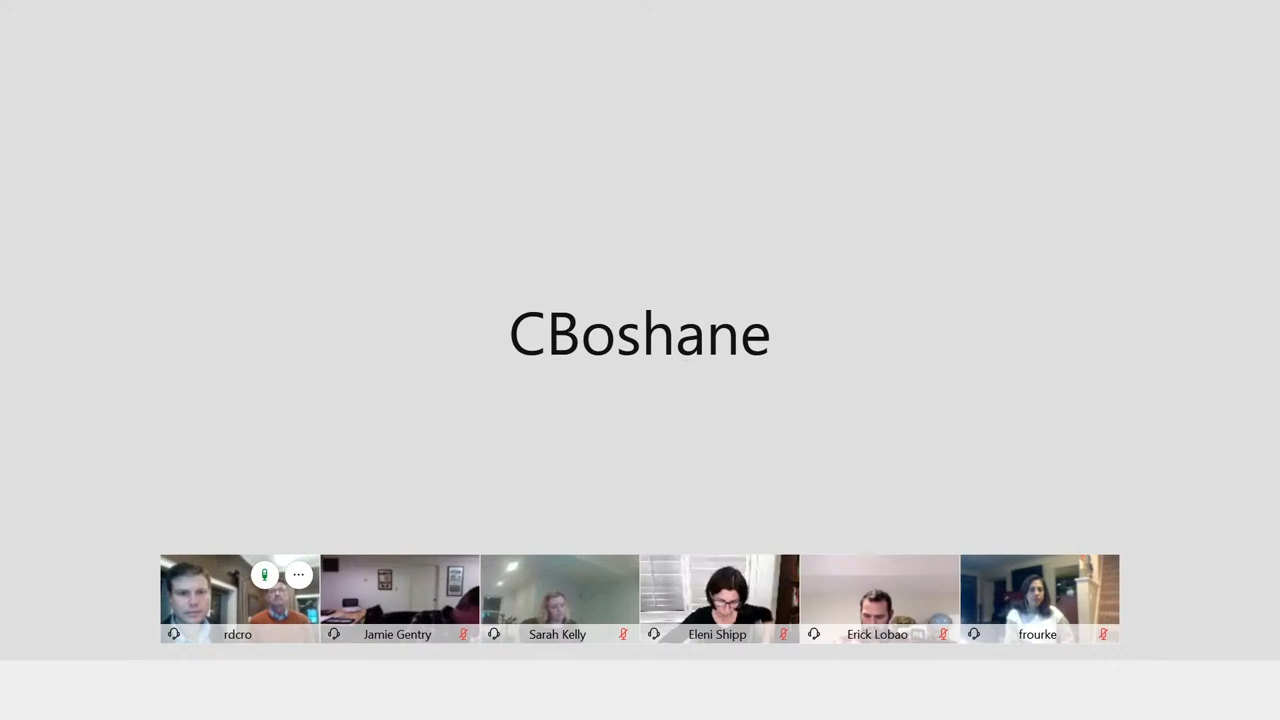 CBoshane
rdcro
Jamie Gentry
Sarah Kelly
Eleni Shipp
Erick Lobao
frourke